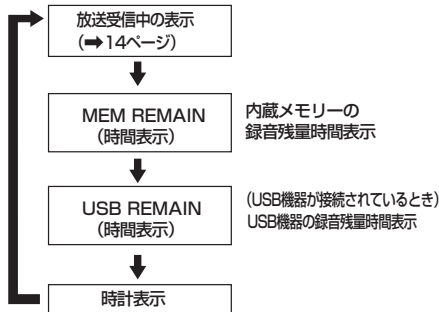 放送受信中の表示
(➡14ページ)
MEM REMAIN
(時間表示)
内蔵メモリーの
録音残量時間表示
USB REMAIN
(時間表示)
(USB機器が接続されているとき)
USB機器の録音残量時間表示
時計表示